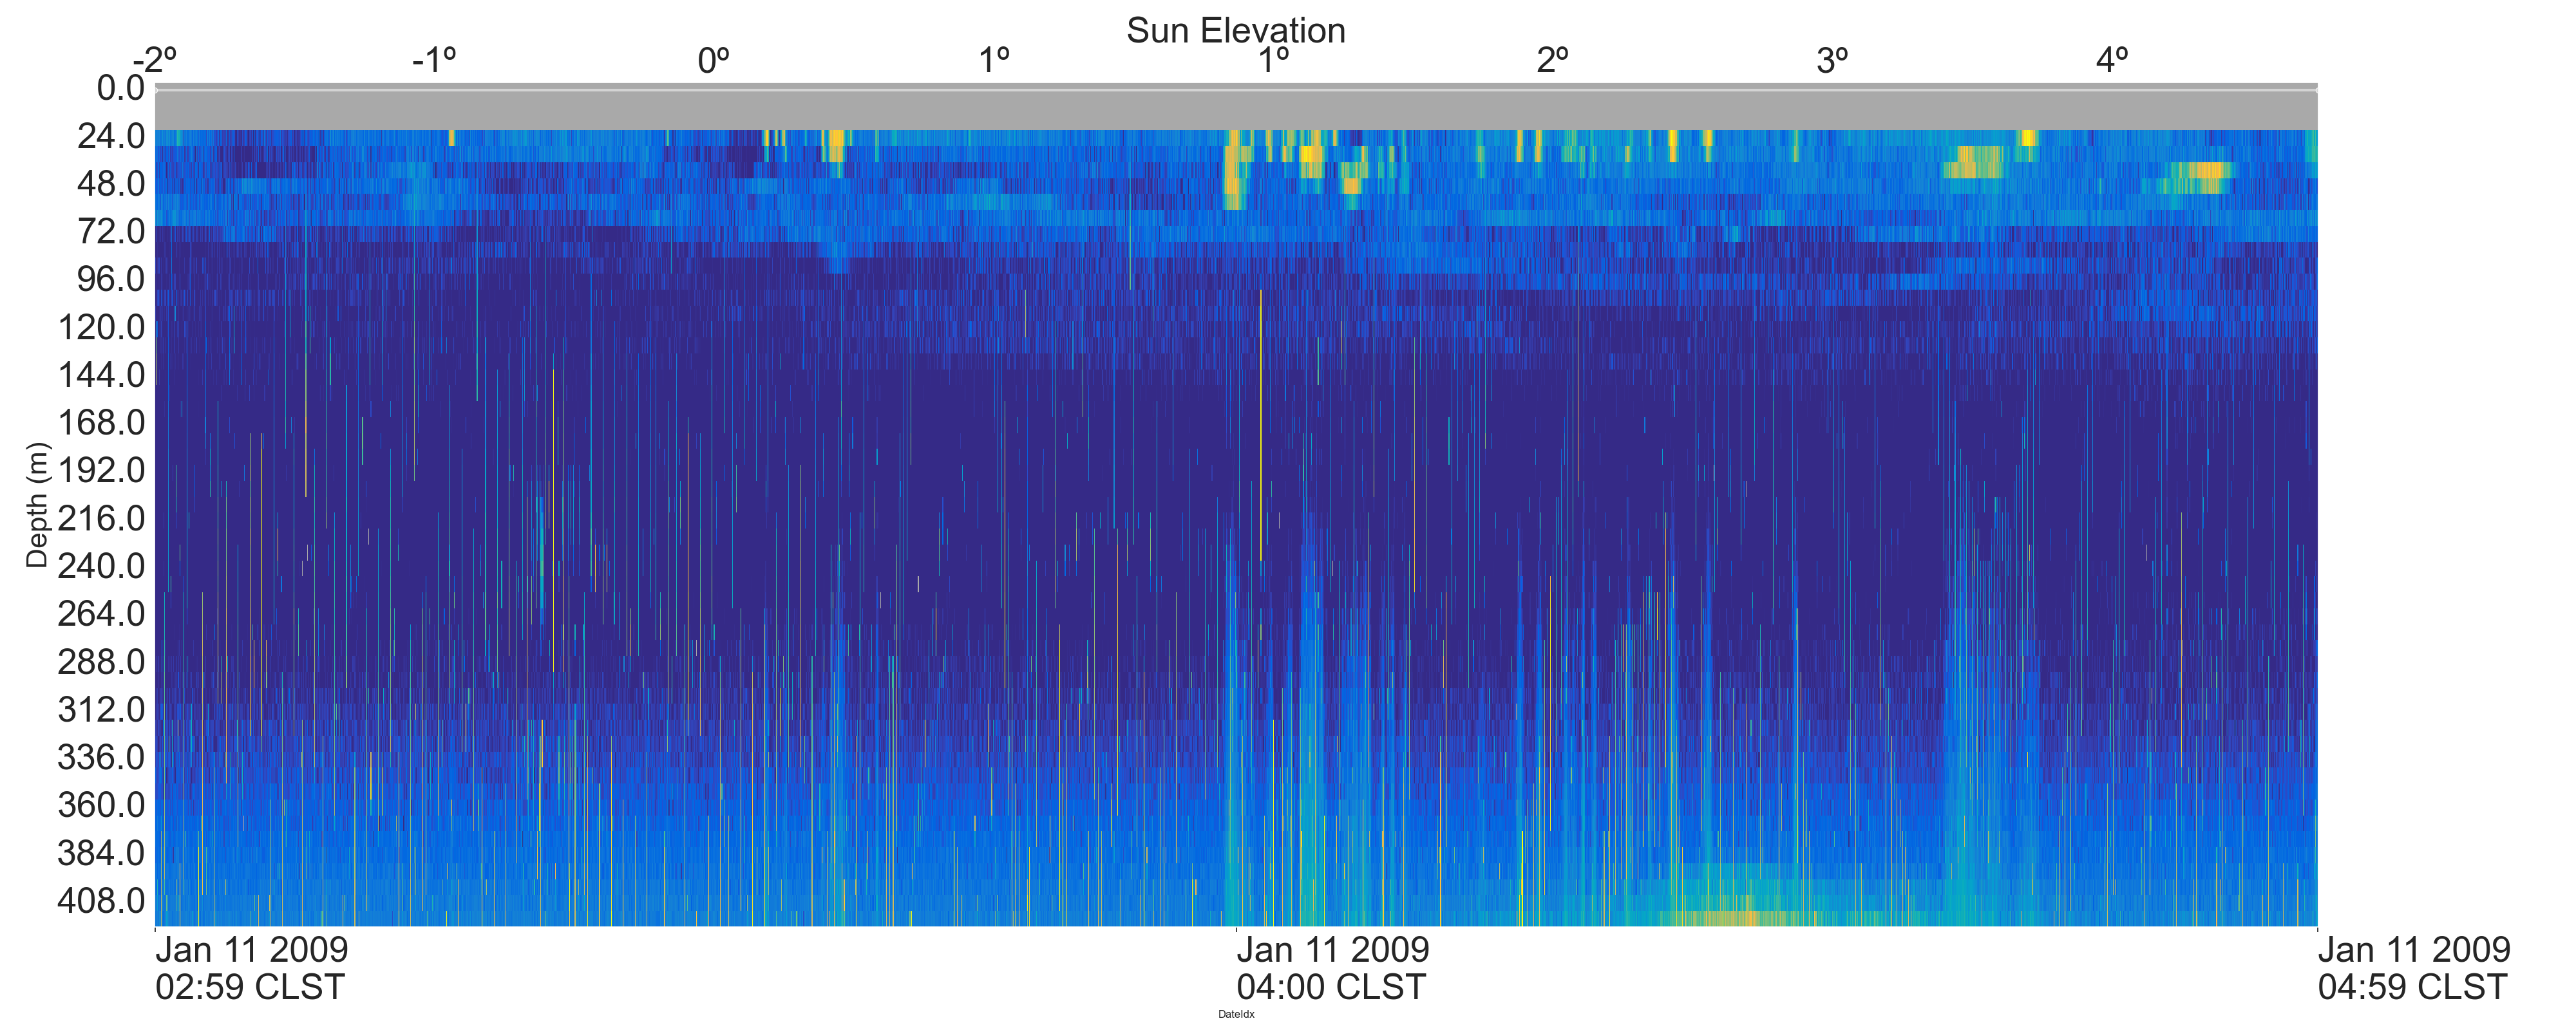 Sun Elevation
-2º -1º 0º 1º 1º 2º 3º 4º
0.0
24.0
48.0
72.0
96.0
120.0
144.0
168.0
192.0
216.0
240.0
264.0
288.0
312.0
336.0
360.0
384.0
408.0
Depth (m)
Jan 11 2009
02:59 CLST
Jan 11 2009
04:00 CLST
Jan 11 2009
04:59 CLST
DateIdx